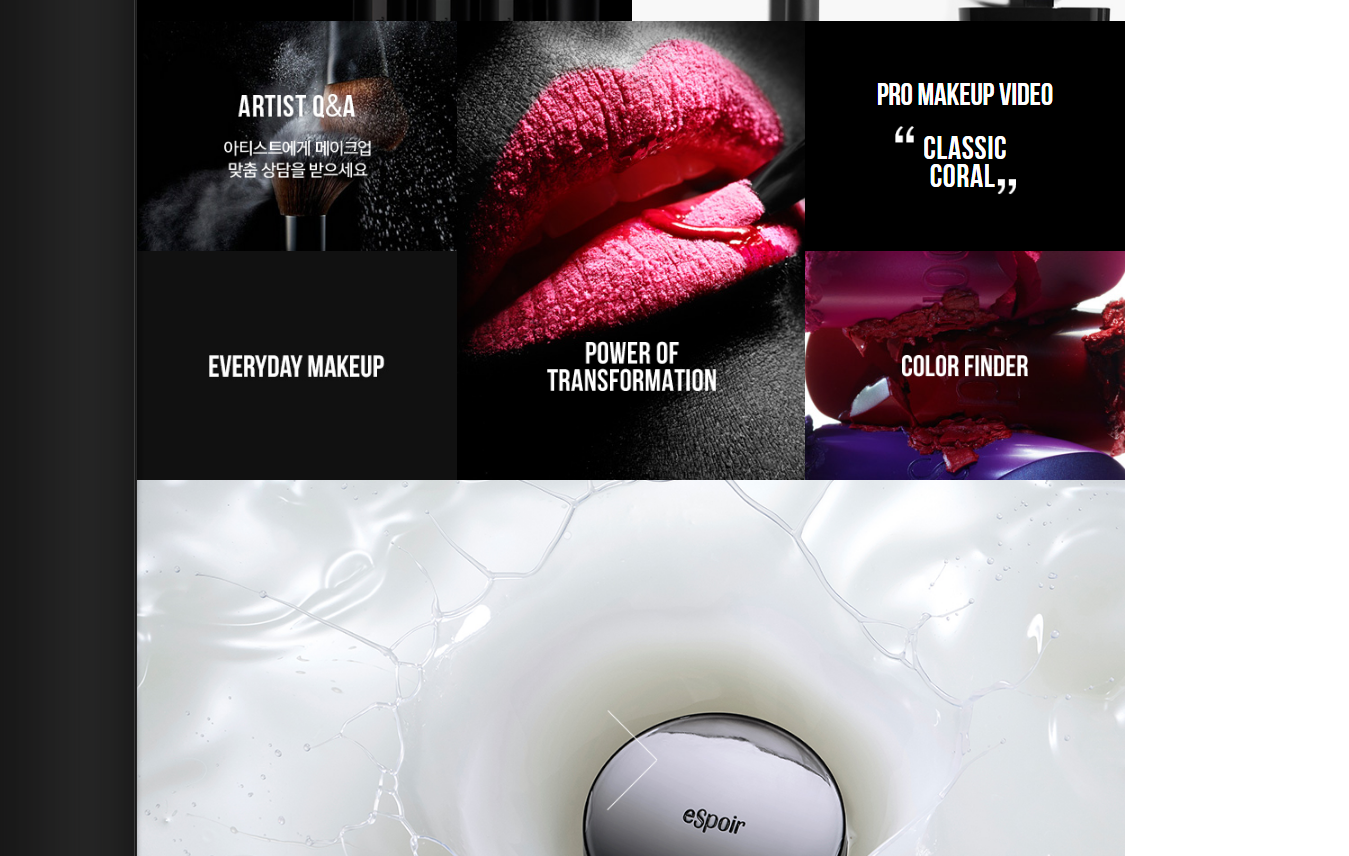 ARTIST Q&A
아티스트에게 메이크업
맞춤 상담을 받으세요
EVERYDAY MAKEUP
POWER OF
TRANSFORMATION
PRO MAKEUP VIDEO
“ CLASSIC
CORAL„
COLOR FINDER
eSpoir